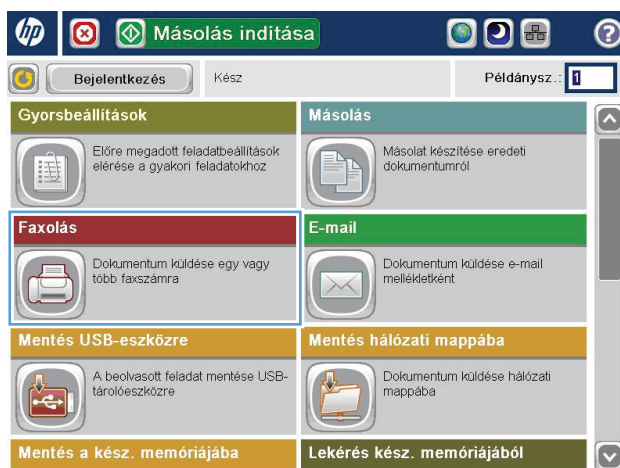 hp Másolás indítása ?
Bejelentkezés Kész Példánysz.: 1
Gyorsbeállítások
Előre megadott feladatbeállítások
elérése a gyakori feladatokhoz
Másolás
Másolat készítése eredeti
dokumentumról
Faxolás
Dokumentum küldése egy vagy
több faxszámra
E-mail
Dokumentum küldése e-mail
mellékletként
Mentés USB-eszközre
A beolvasott feladat mentése USB-
tárolóeszközre
Mentés hálózati mappába
Dokumentum küldése hálózati
mappába
Mentés a kész. memóriájába
Lekérés kész. memóriájából